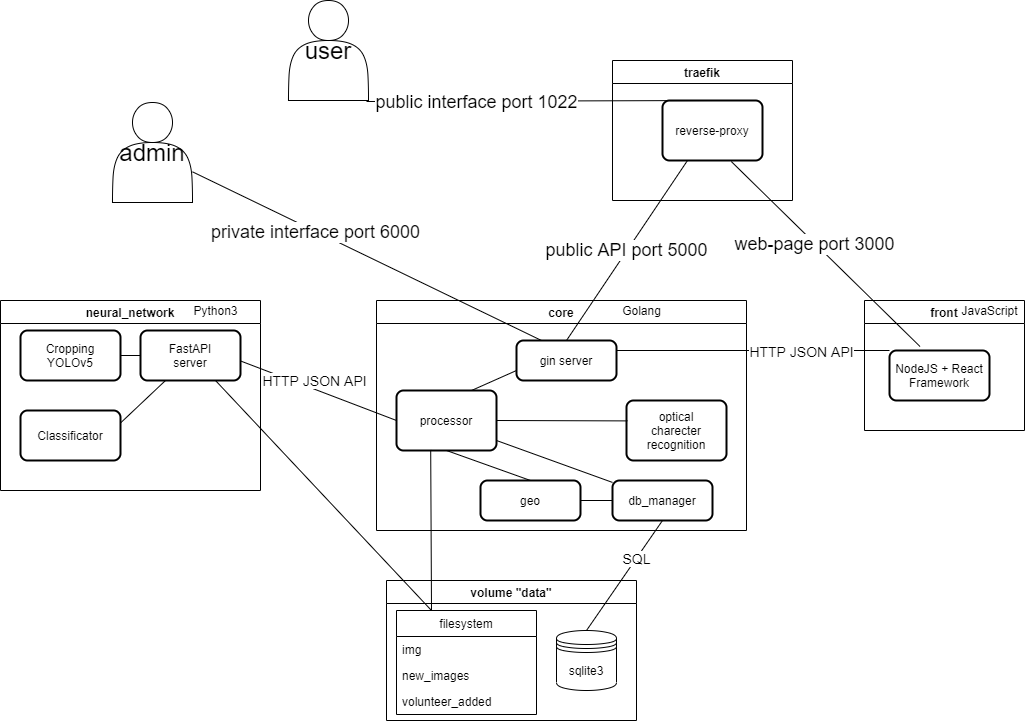 user
public interface port 1022
traefik
reverse-proxy
admin
private interface port 6000
public API port 5000
web-page port 3000
neural_network Python3
Cropping
YOLOv5
FastAPI
server
Classificator
HTTP JSON API
core Golang
gin server
processor
optical
charecter
recognition
geo
db_manager
HTTP JSON API
front JavaScript
NodeJS + React
Framework
SQL
volume "data"
filesystem
img
new_images
volunteer_added
sqlite3